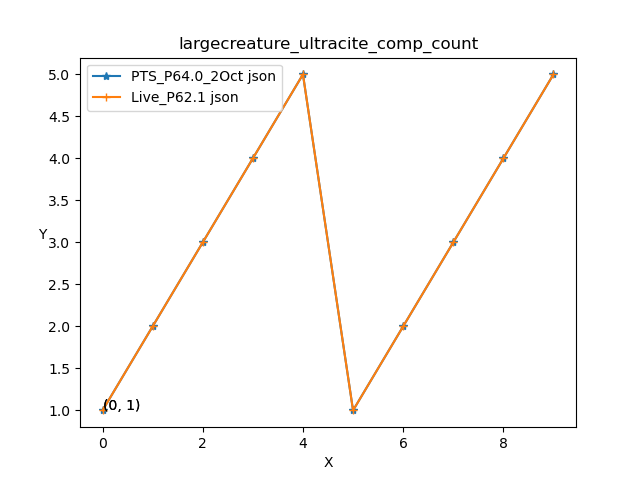 largecreature_ultracite_comp_count
PTS_P64.0_2Oct json
Live_P62.1 json
5.0
4.5
4.0
3.5
3.0
2.5
2.0
1.5
1.0
Y
(0, 1)
0 2 4 6 8
X